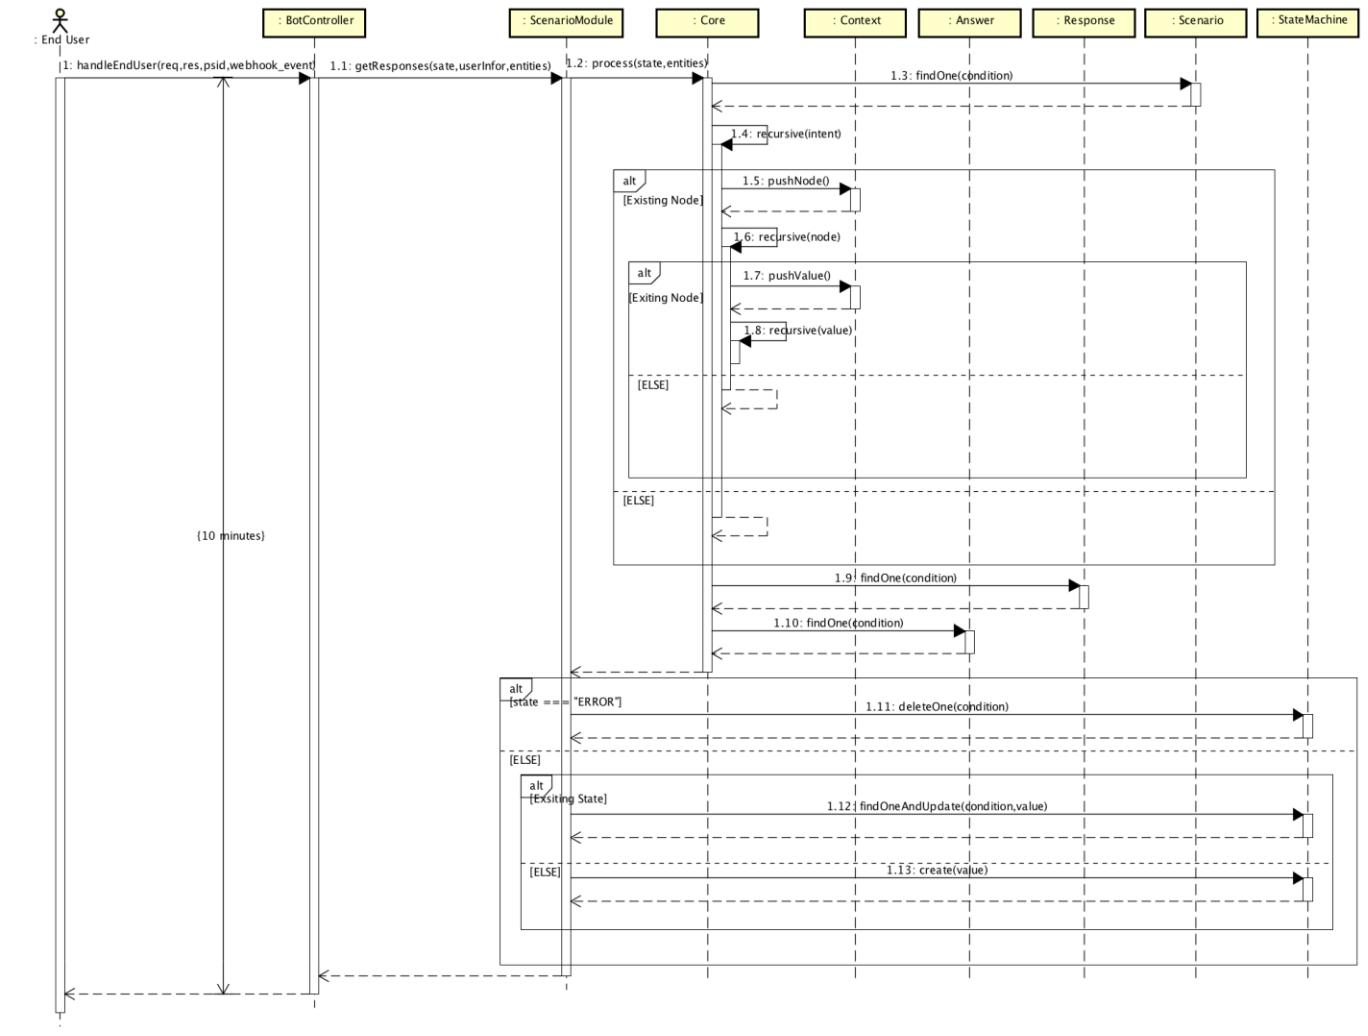 : End User
: BotController
: ScenarioModule
: Core
: Context
: Answer
: Response
: Scenario
: StateMachine
1: handleEndUser(req,res,psid,webhook_event)
1.1: getResponses(sate,userInfor,entities)
1.2: process(state,entities)
1.3: findOne(condition)
1.4: recursive(intent)
alt
[Existing Node]
1.5: pushNode()
1.6: recursive(node)
alt
[Exiting Node]
1.7: pushValue()
1.8: recursive(value)
[ELSE]
[ELSE]
{10 minutes}
1.9: findOne(condition)
1.10: findOne(condition)
alt
[state === "ERROR"]
1.11: deleteOne(condition)
[ELSE]
alt
[Exsiting State]
1.12: findOneAndUpdate(condition,value)
[ELSE]
1.13: create(value)